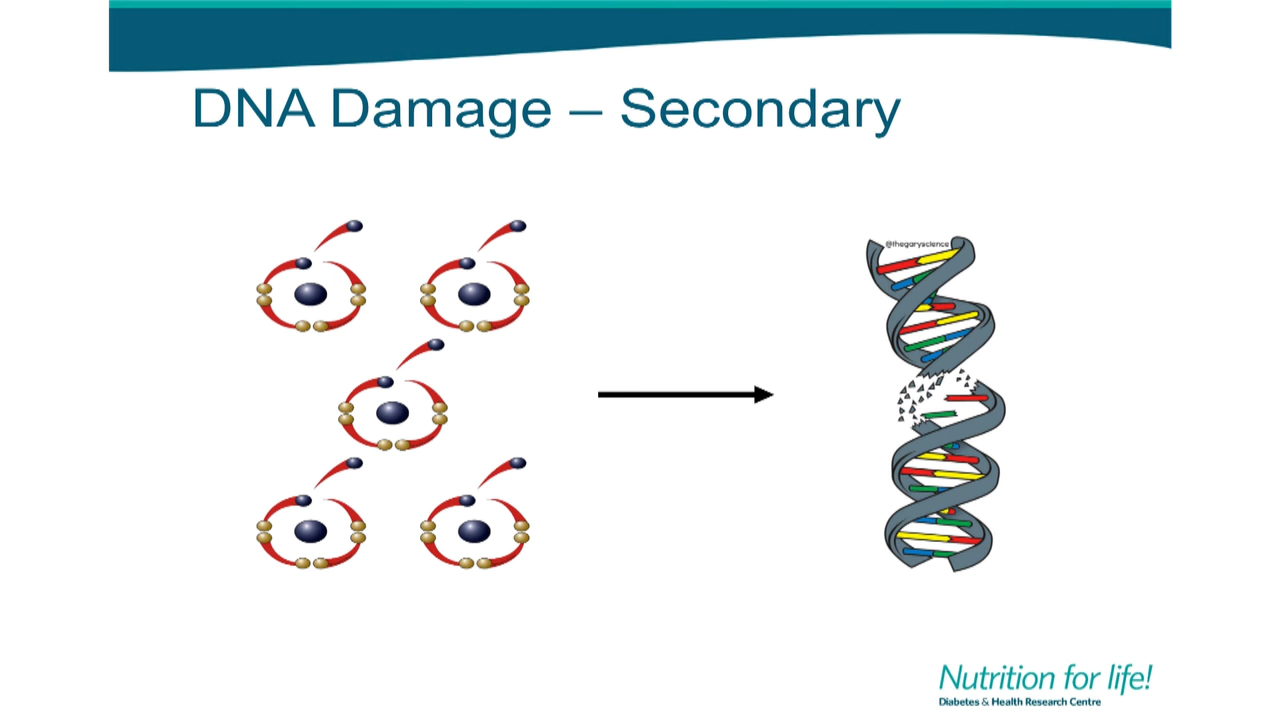 DNA Damage – Secondary
@thegaryscience
Nutrition for life!
Diabetes & Health Research Centre